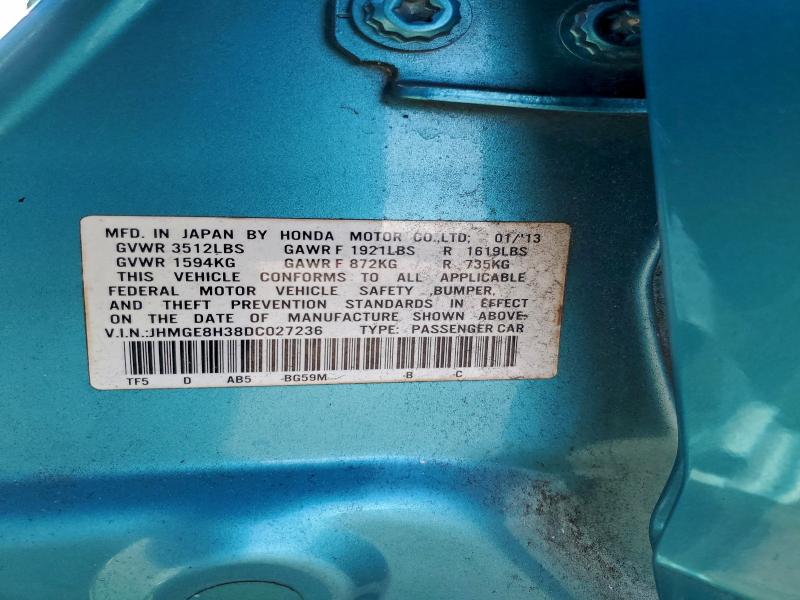 MFD. IN JAPAN BY HONDA MOTOR CO.,LTD; 01/'13
GVWR 3512LBS GAWR F 1921LBS R 1619LBS
GVWR 1594KG GAWR F 872KG R 735KG
THIS VEHICLE CONFORMS TO ALL APPLICABLE
FEDERAL MOTOR VEHICLE SAFETY ,BUMPER,
AND THEFT PREVENTION STANDARDS IN EFFECT
ON THE DATE OF MANUFACTURE SHOWN ABOVE.
V.I.N.:JHMGE8H38DC027236 TYPE: PASSENGER CAR
TF5 D AB5 -BG59M -B -C